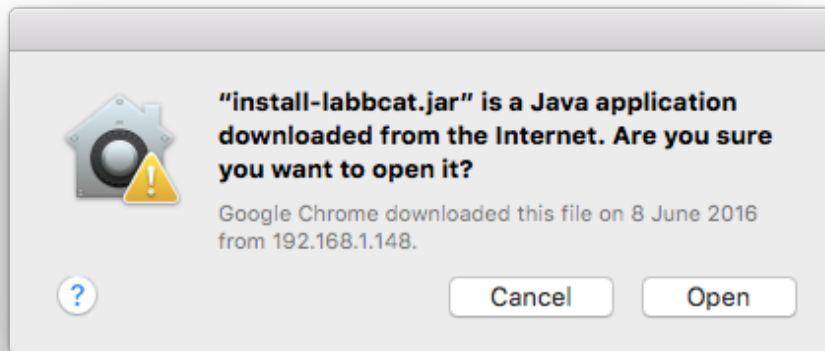 “install-labbcat.jar” is a Java application
downloaded from the Internet. Are you sure
you want to open it?
Google Chrome downloaded this file on 8 June 2016
from 192.168.1.148.
?
Cancel
Open